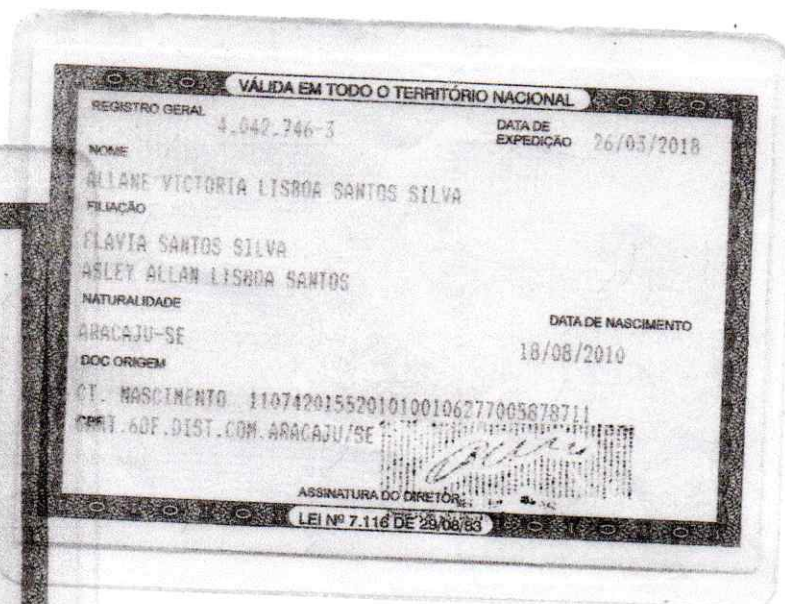 VÁLIDA EM TODO O TERRITÓRIO NACIONAL
REGISTRO GERAL 4.042.746-3 DATA DE EXPEDIÇÃO 26/03/2018
NOME
ALLANE VICTORIA LISBOA SANTOS SILVA
FILIAÇÃO
FLAVIA SANTOS SILVA
ASLEY ALLAN LISBOA SANTOS
NATURALIDADE DATA DE NASCIMENTO
ARACAJU-SE 18/08/2010
DOC ORIGEM
CT. NASCIMENTO 11074201552010100106277005878711
CPF
CART.6OF.DIST.COM.ARACAJU/SE
ASSINATURA DO DIRETOR
LEI Nº 7.116 DE 29/08/83